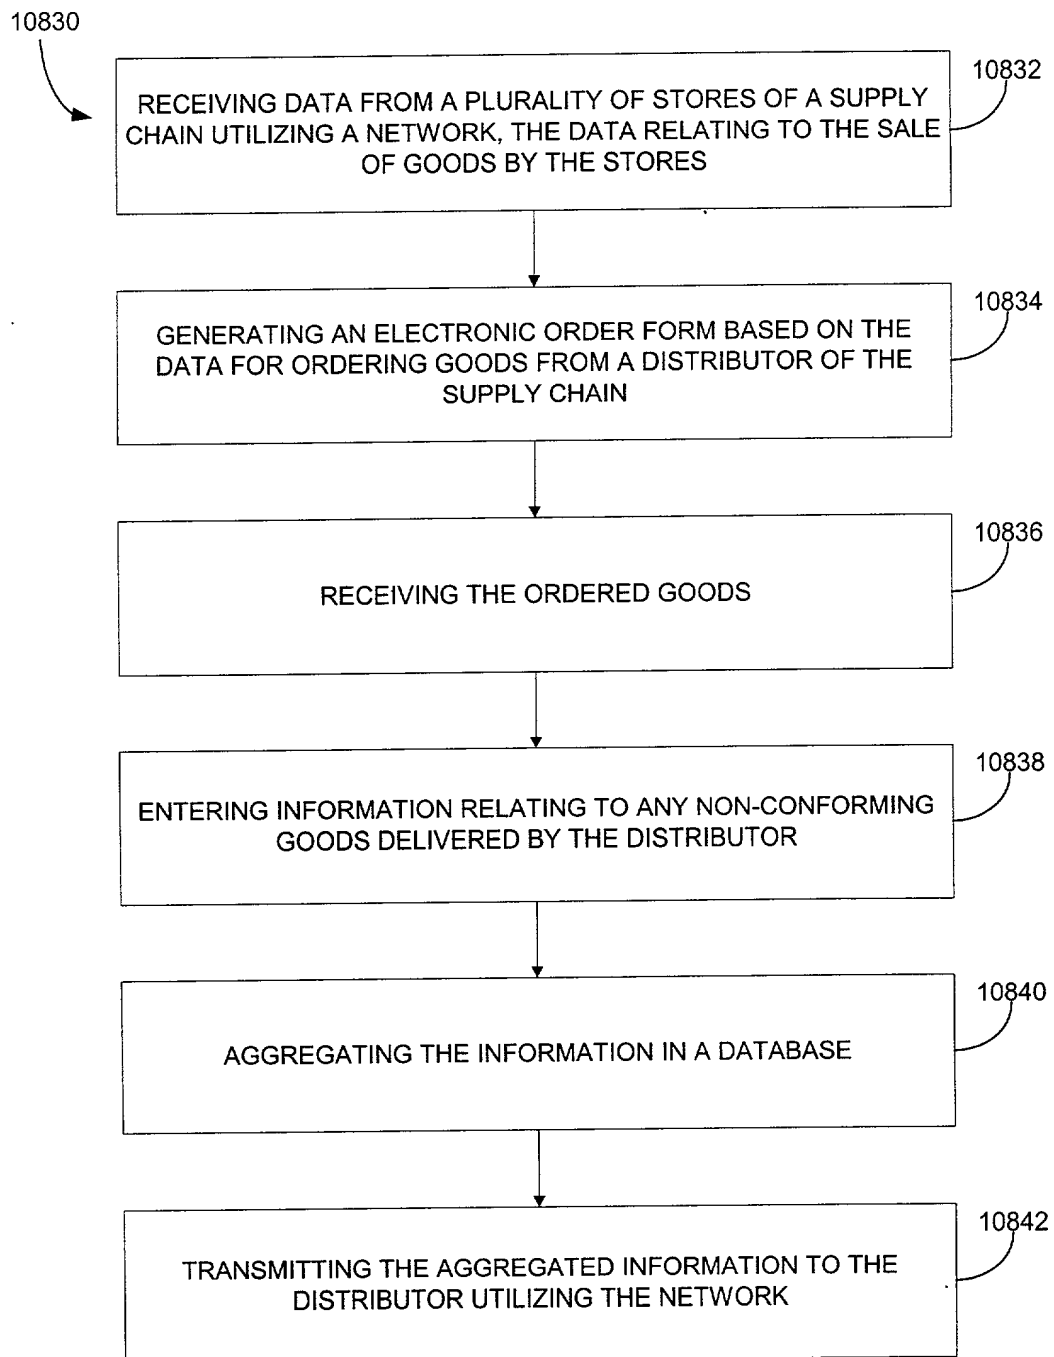 10830
10832
RECEIVING DATA FROM A PLURALITY OF STORES OF A SUPPLY
CHAIN UTILIZING A NETWORK, THE DATA RELATING TO THE SALE
OF GOODS BY THE STORES
10834
GENERATING AN ELECTRONIC ORDER FORM BASED ON THE
DATA FOR ORDERING GOODS FROM A DISTRIBUTOR OF THE
SUPPLY CHAIN
10836
RECEIVING THE ORDERED GOODS
10838
ENTERING INFORMATION RELATING TO ANY NON-CONFORMING
GOODS DELIVERED BY THE DISTRIBUTOR
10840
AGGREGATING THE INFORMATION IN A DATABASE
10842
TRANSMITTING THE AGGREGATED INFORMATION TO THE
DISTRIBUTOR UTILIZING THE NETWORK